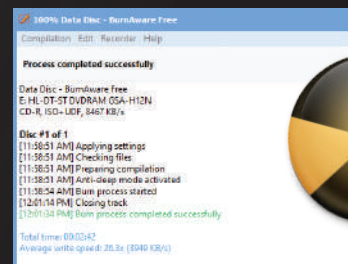 100% Data Disc - BurnAware Free
Compilation Edit Recorder Help
Process completed successfully
Data Disc - BurnAware Free
E: HL-DT-ST DVDRAM GSA-H12N
CD-R, ISO+UDF, 8467 KB/s
Disc #1 of 1
[11:58:51 AM] Applying settings
[11:58:51 AM] Checking files
[11:58:51 AM] Preparing compilation
[11:58:51 AM] Anti-sleep mode activated
[11:58:54 AM] Burn process started
[12:01:14 PM] Closing track
[12:01:34 PM] Burn process completed successfully
Total time: 00:02:42
Average write speed: 26.3x (3949 KB/s)